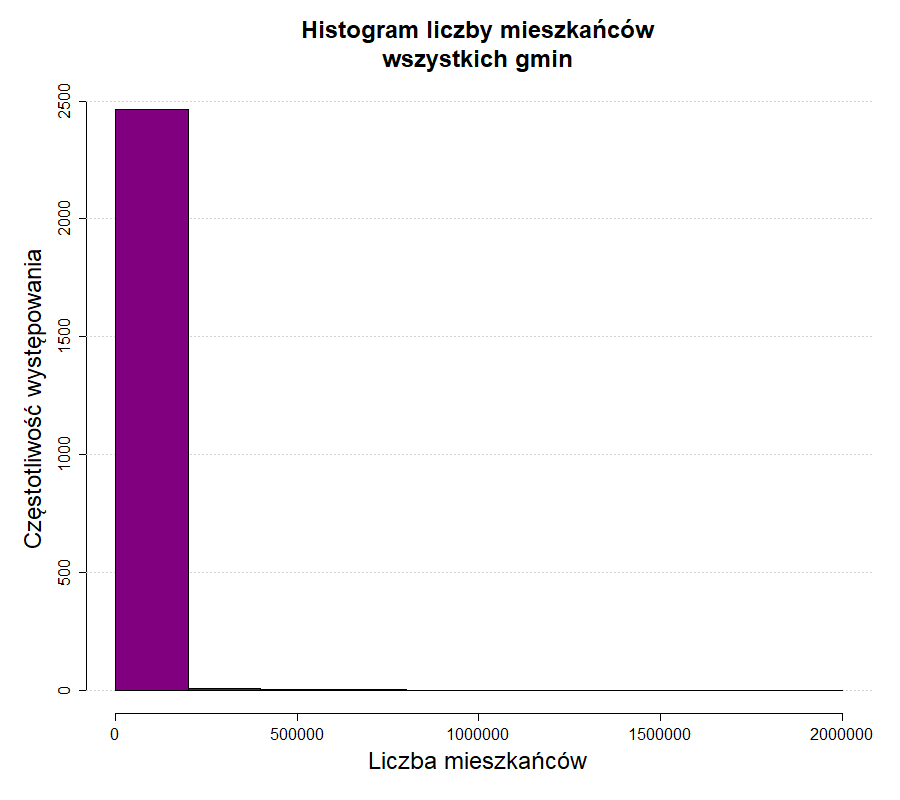 Histogram liczby mieszkańców
wszystkich gmin
Częstotliwość występowania
2500
2000
1500
1000
500
0
0 500000 1000000 1500000 2000000
Liczba mieszkańców